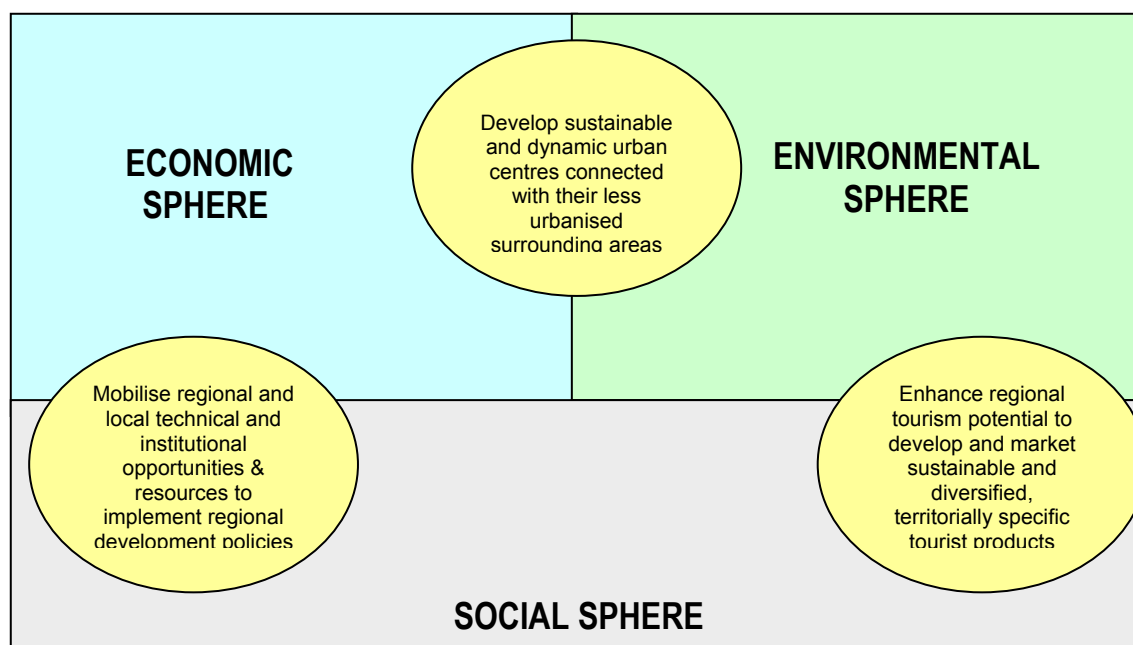 Develop sustainable
and dynamic urban
centres connected
with their less
urbanised
surrounding areas
ECONOMIC
SPHERE
ENVIRONMENTAL
SPHERE
Mobilise regional and
local technical and
institutional
opportunities &
resources to
implement regional
development policies
Enhance regional
tourism potential to
develop and market
sustainable and
diversified,
territorially specific
tourist products
SOCIAL SPHERE